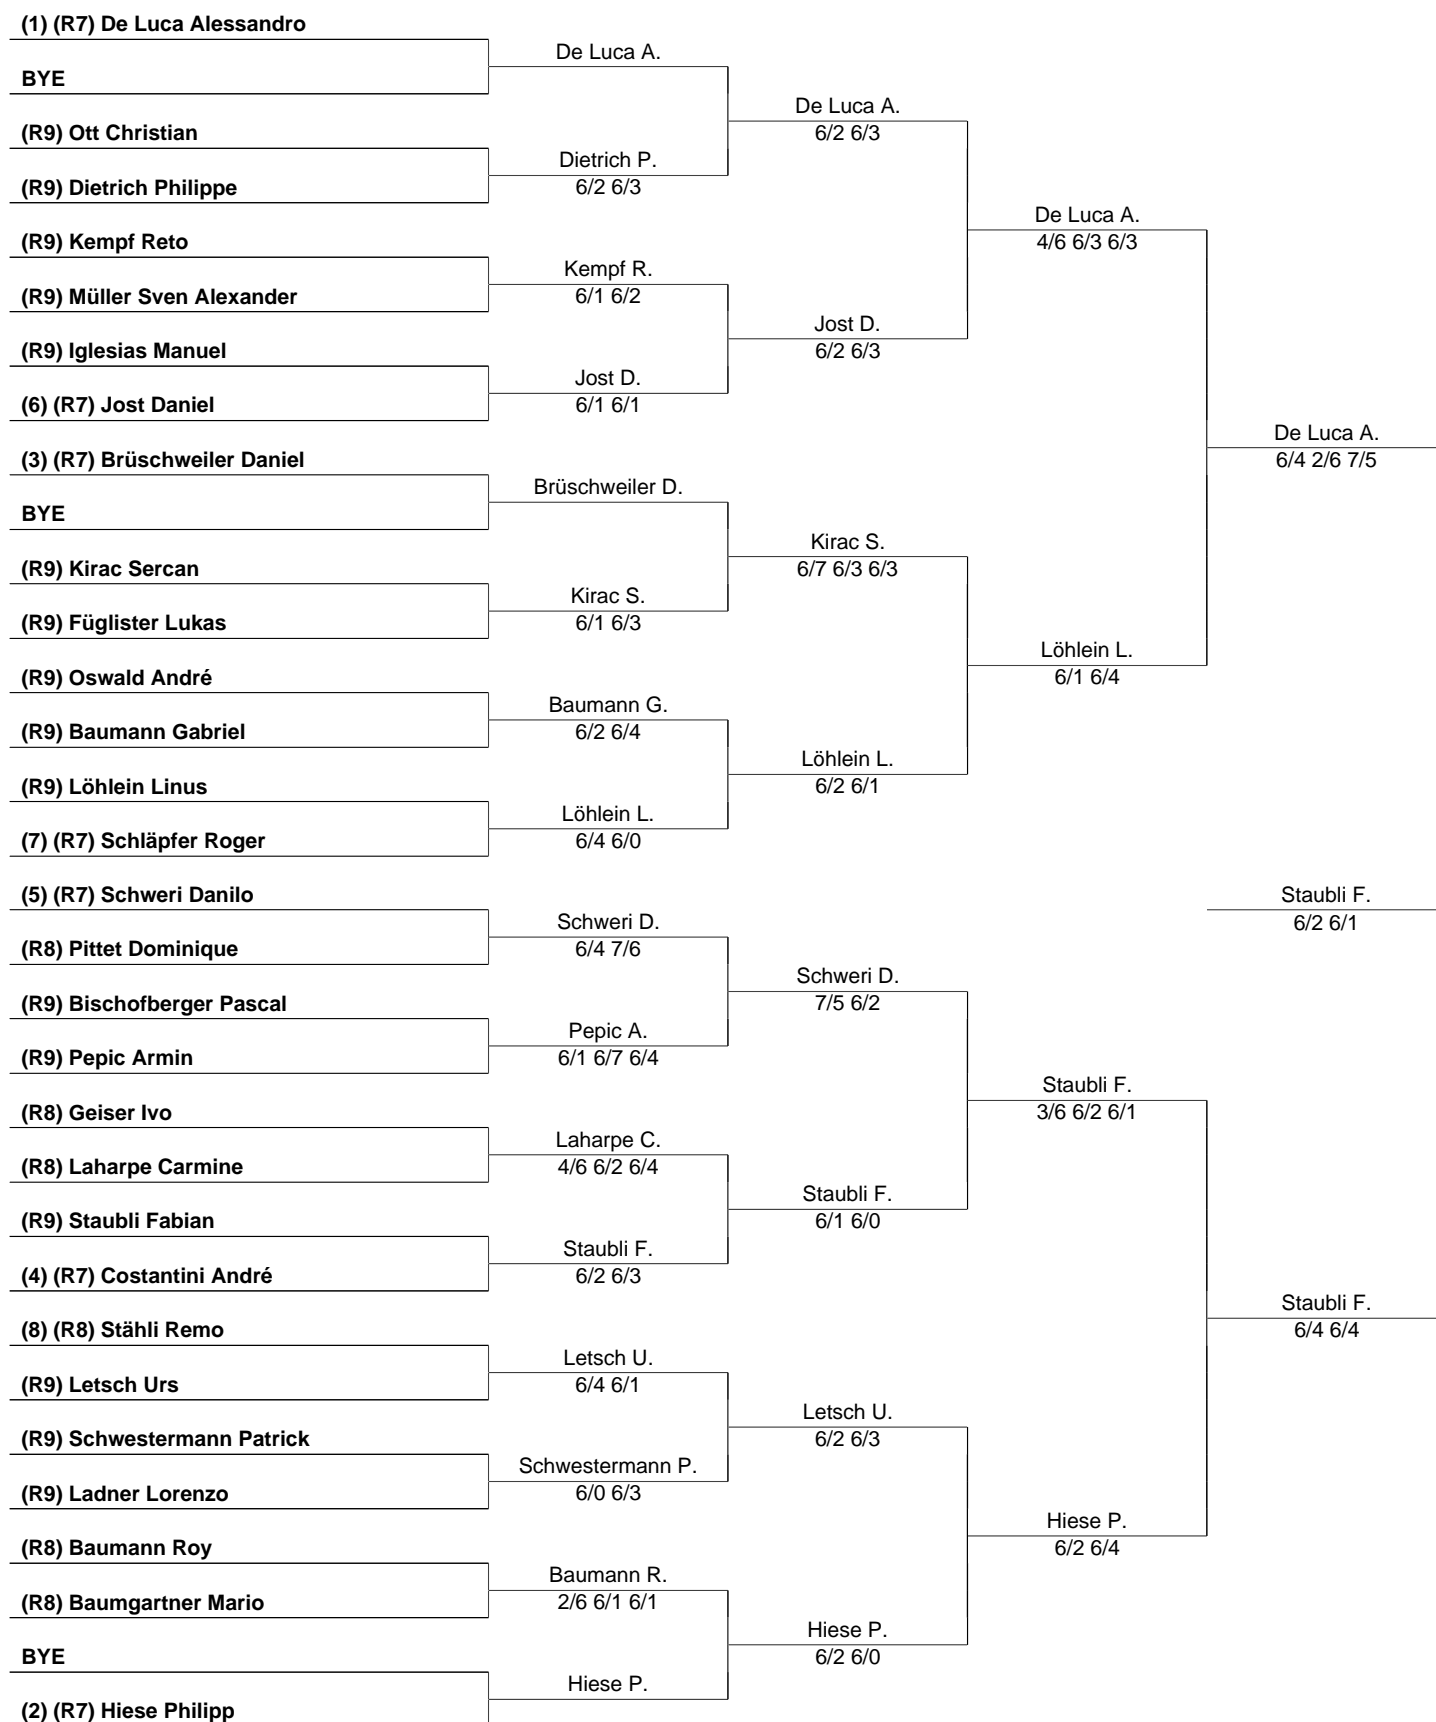 (1) (R7) De Luca Alessandro
De Luca A.
BYE
De Luca A.
6/2 6/3
(R9) Ott Christian
Dietrich P.
6/2 6/3
(R9) Dietrich Philippe
De Luca A.
4/6 6/3 6/3
(R9) Kempf Reto
Kempf R.
6/1 6/2
(R9) Müller Sven Alexander
Jost D.
6/2 6/3
(R9) Iglesias Manuel
Jost D.
6/1 6/1
(6) (R7) Jost Daniel
De Luca A.
6/4 2/6 7/5
(3) (R7) Brüschweiler Daniel
Brüschweiler D.
BYE
Kirac S.
6/7 6/3 6/3
(R9) Kirac Sercan
Kirac S.
6/1 6/3
(R9) Füglister Lukas
Löhlein L.
6/1 6/4
(R9) Oswald André
Baumann G.
6/2 6/4
(R9) Baumann Gabriel
Löhlein L.
6/2 6/1
(R9) Löhlein Linus
Löhlein L.
6/4 6/0
(7) (R7) Schläpfer Roger
(5) (R7) Schweri Danilo
Staubli F.
6/2 6/1
Schweri D.
6/4 7/6
(R8) Pittet Dominique
Schweri D.
7/5 6/2
(R9) Bischofberger Pascal
Pepic A.
6/1 6/7 6/4
(R9) Pepic Armin
Staubli F.
3/6 6/2 6/1
(R8) Geiser Ivo
Laharpe C.
4/6 6/2 6/4
(R8) Laharpe Carmine
Staubli F.
6/1 6/0
(R9) Staubli Fabian
Staubli F.
6/2 6/3
(4) (R7) Costantini André
Staubli F.
6/4 6/4
(8) (R8) Stähli Remo
Letsch U.
6/4 6/1
(R9) Letsch Urs
Letsch U.
6/2 6/3
(R9) Schwestermann Patrick
Schwestermann P.
6/0 6/3
(R9) Ladner Lorenzo
Hiese P.
6/2 6/4
(R8) Baumann Roy
Baumann R.
2/6 6/1 6/1
(R8) Baumgartner Mario
Hiese P.
6/2 6/0
BYE
Hiese P.
(2) (R7) Hiese Philipp